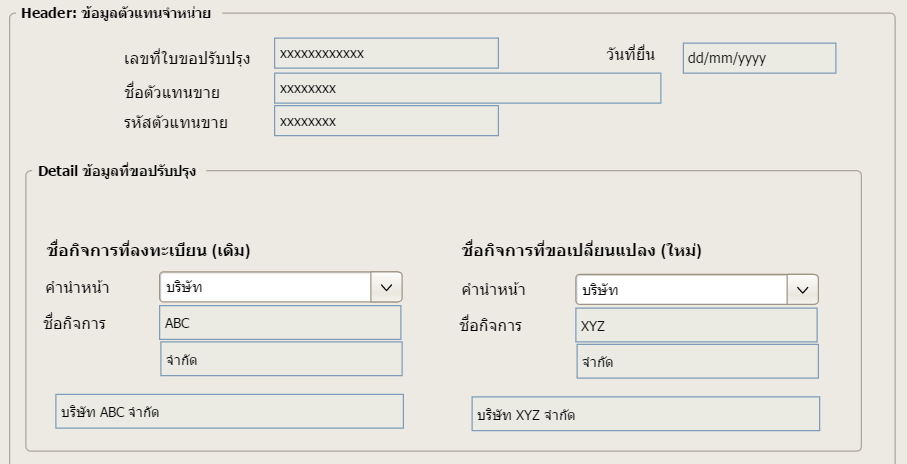 Header: ข้อมูลตัวแทนจำหน่าย
เลขที่ใบขอปรับปรุง xxxxxxxxxxxx วันที่ยื่น dd/mm/yyyy
ชื่อตัวแทนขาย xxxxxxxx
รหัสตัวแทนขาย xxxxxxxx
Detail ข้อมูลที่ขอปรับปรุง
ชื่อกิจการที่ลงทะเบียน (เดิม) ชื่อกิจการที่ขอเปลี่ยนแปลง (ใหม่)
คำนำหน้า บริษัท คำนำหน้า บริษัท
ชื่อกิจการ ABC ชื่อกิจการ XYZ
จำกัด จำกัด
บริษัท ABC จำกัด บริษัท XYZ จำกัด